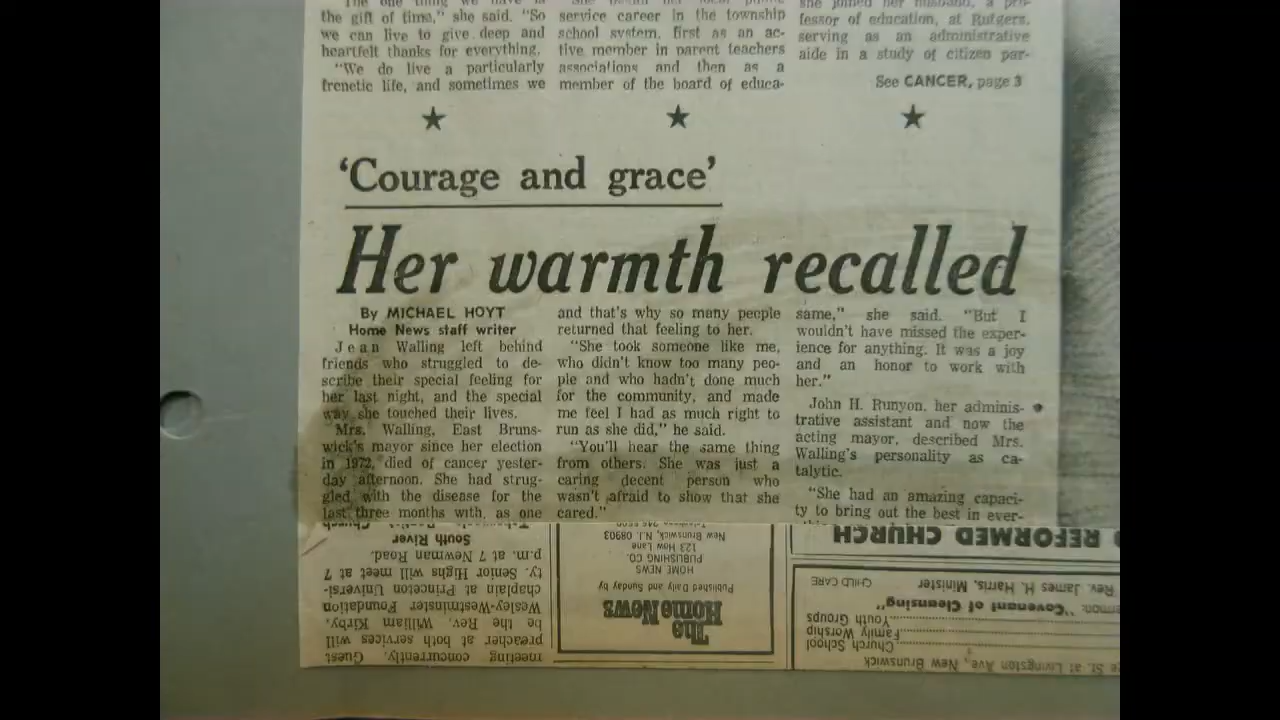 the gift of time," she said. "So
we can live to give deep and
heartfelt thanks for everything.
"We do live a particularly
frenetic life, and sometimes we
service career in the township
school system, first as an ac-
tive member in parent teachers
associations and then as a
member of the board of educa-
she joined her husband, a pro-
fessor of education, at Rutgers,
serving as an administrative
aide in a study of citizen par-
See CANCER, page 3
'Courage and grace'
Her warmth recalled
By MICHAEL HOYT
Home News staff writer
Jean Walling left behind
friends who struggled to de-
scribe their special feeling for
her last night, and the special
way she touched their lives.
Mrs. Walling, East Bruns-
wick's mayor since her election
in 1972, died of cancer yester-
day afternoon. She had strug-
gled with the disease for the
last three months with, as one
and that's why so many people
returned that feeling to her.
"She took someone like me,
who didn't know too many peo-
ple and who hadn't done much
for the community, and made
me feel I had as much right to
run as she did," he said.
"You'll hear the same thing
from others. She was just a
caring decent person who
wasn't afraid to show that she
cared."
same," she said. "But I
wouldn't have missed the exper-
ience for anything. It was a joy
and an honor to work with
her."
John H. Runyon, her adminis-
trative assistant and now the
acting mayor, described Mrs.
Walling's personality as ca-
talytic.
"She had an amazing capaci-
ty to bring out the best in ever-
meeting concurrently. Guest
preacher at both services will
be the Rev. William Kirby,
Wesley-Westminster Foundation
chaplain at Princeton Universi-
ty. Senior Highs will meet at 7
p.m. at 7 Newman Road.
South River
The
Home News
Published Daily and Sunday by
HOME NEWS
PUBLISHING CO.
123 How Lane
New Brunswick, N.J. 08903
St. at Livingston Ave, New Brunswick
Church School
Family Worship
Youth Groups
"Covenant of Cleansing"
Rev. James H. Harris, Minister,
CHILD CARE
REFORMED CHURCH